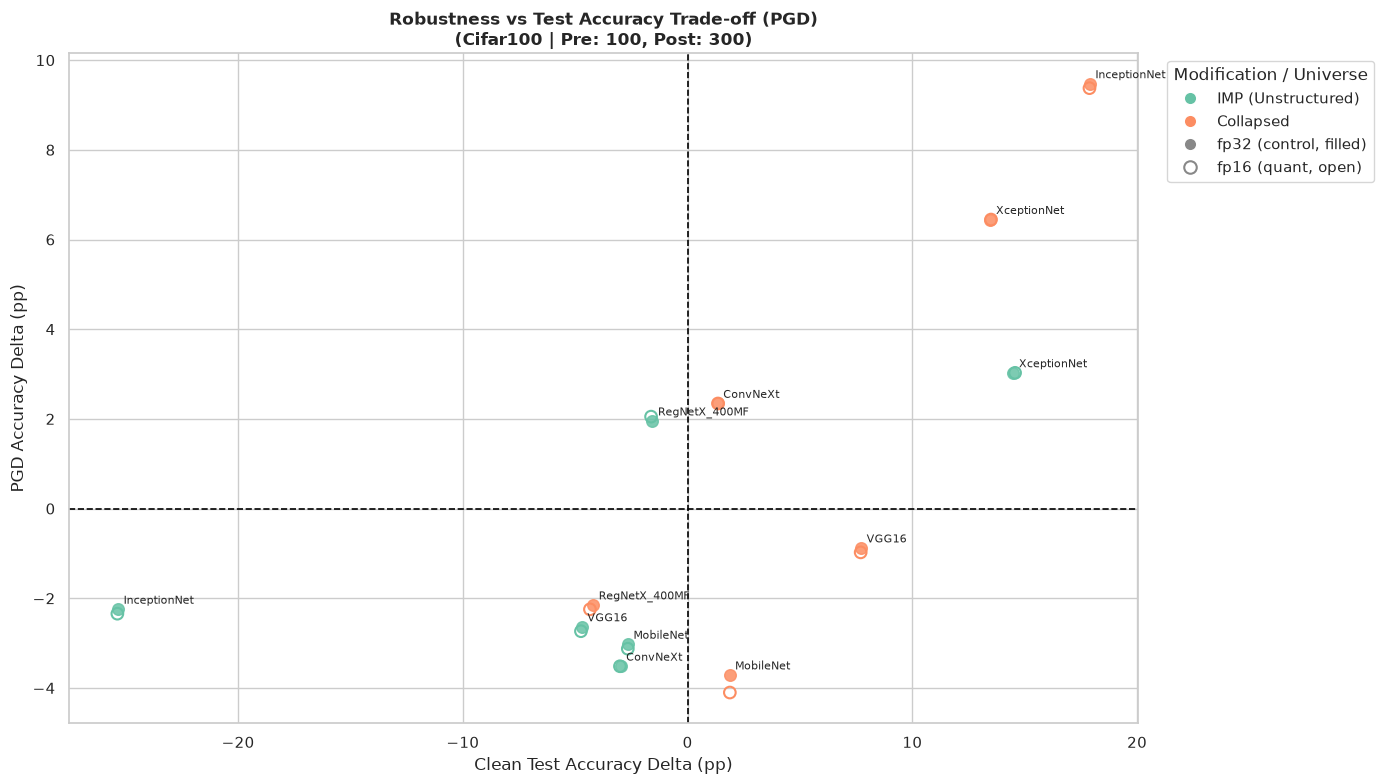 Robustness vs Test Accuracy Trade-off (PGD)
(Cifar100 | Pre: 100, Post: 300)
PGD Accuracy Delta (pp)
10
8
6
4
2
0
−2
−4
InceptionNet
XceptionNet
XceptionNet
ConvNeXt
RegNetX_400MF
VGG16
InceptionNet
RegNetX_400MF
VGG16
MobileNet
ConvNeXt
MobileNet
−20
−10
0
10
20
Clean Test Accuracy Delta (pp)
Modification / Universe
IMP (Unstructured)
Collapsed
fp32 (control, filled)
fp16 (quant, open)